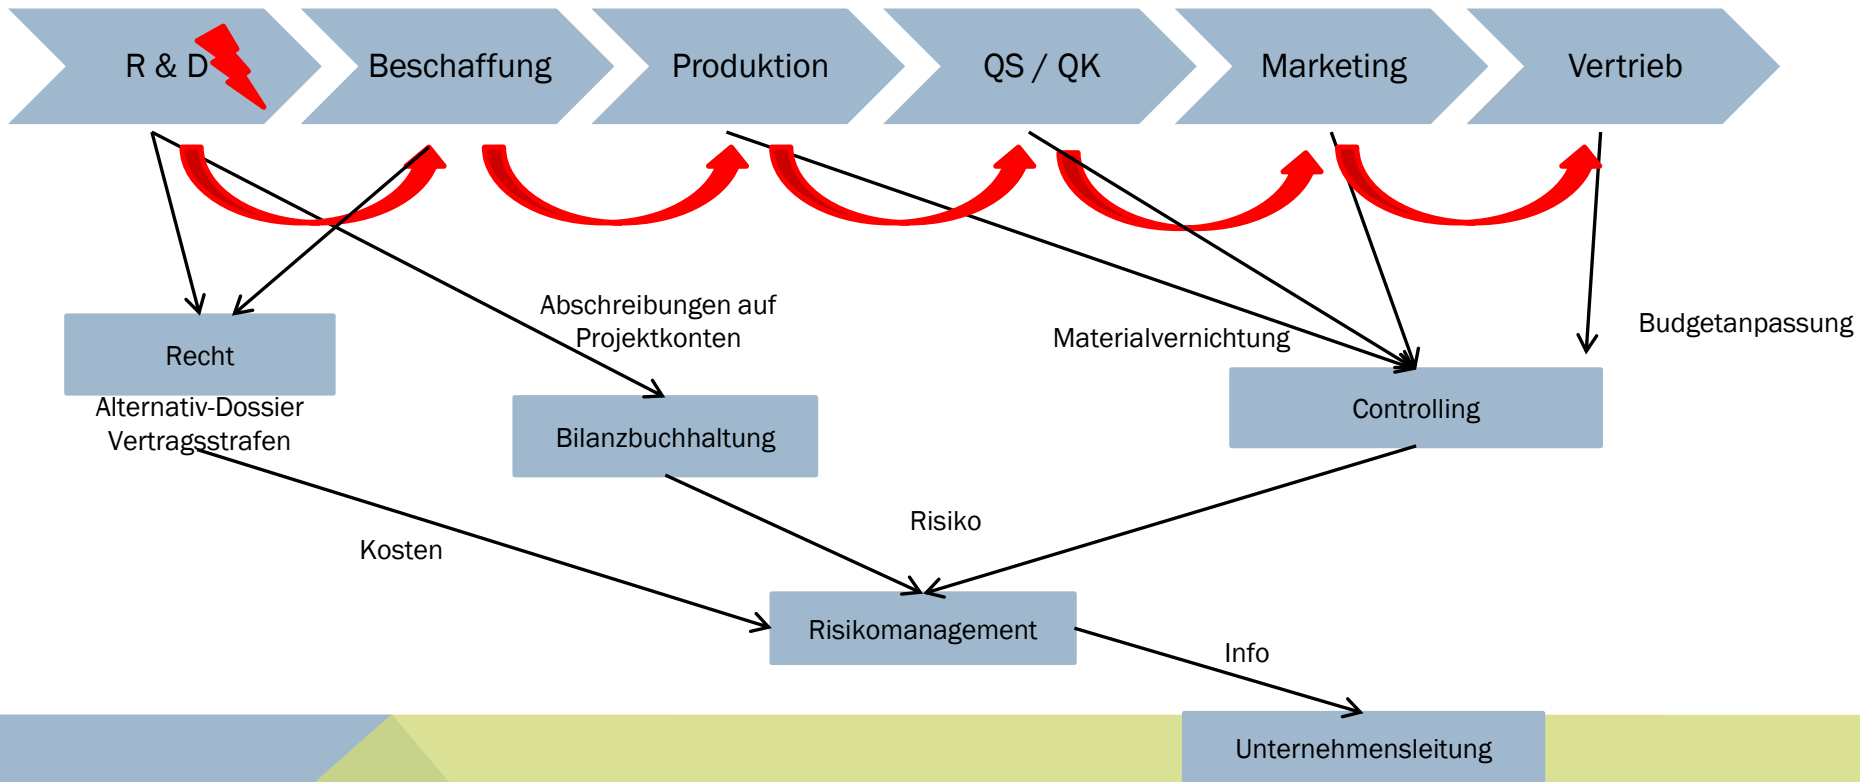 R & D
Beschaffung
Produktion
QS / QK
Marketing
Vertrieb
Abschreibungen auf
Projektkonten
Materialvernichtung
Budgetanpassung
Recht
Alternativ-Dossier
Vertragsstrafen
Bilanzbuchhaltung
Controlling
Kosten
Risiko
Risikomanagement
Info
Unternehmensleitung